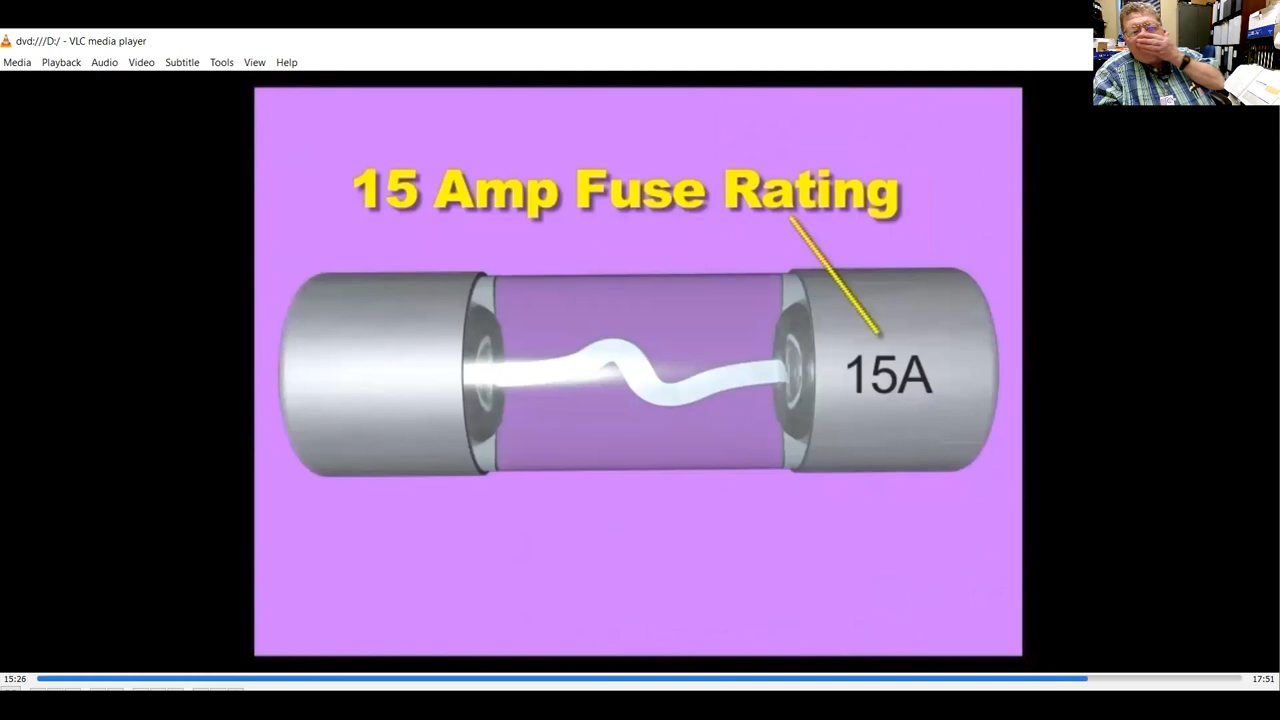 dvd:///D:/ - VLC media player
Media Playback Audio Video Subtitle Tools View Help
15 Amp Fuse Rating
15A
15:26
17:51